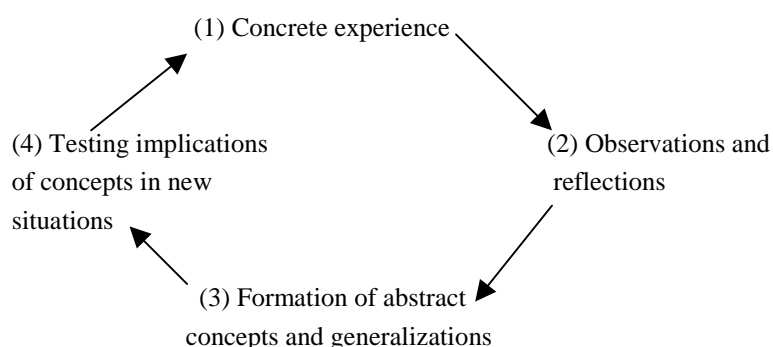 (1) Concrete experience
(2) Observations and
reflections
(3) Formation of abstract
concepts and generalizations
(4) Testing implications
of concepts in new
situations